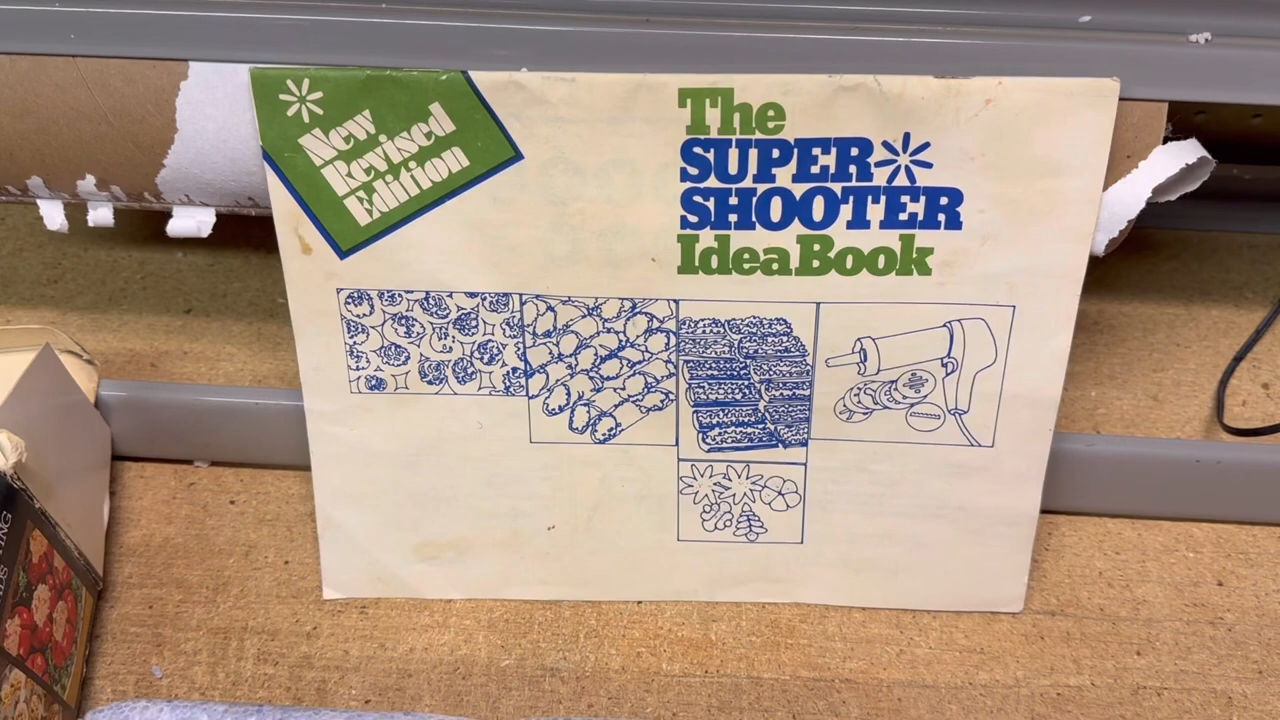 New
Revised
Edition
The
SUPER
SHOOTER
Idea Book